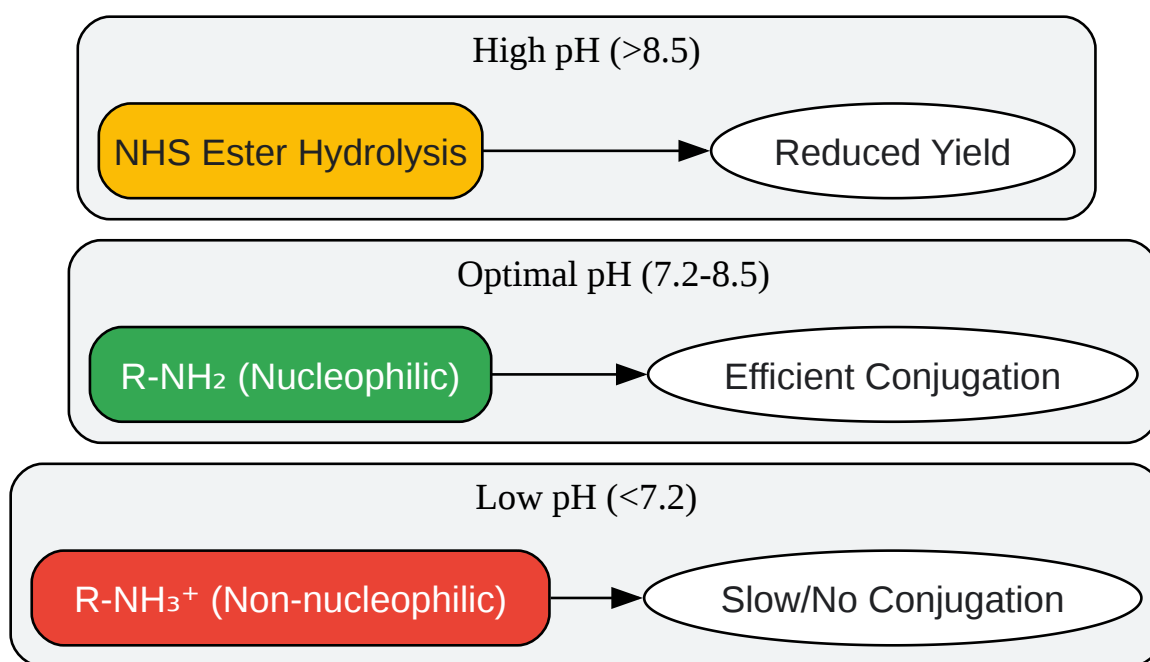 High pH (>8.5)
NHS Ester Hydrolysis
Reduced Yield
Optimal pH (7.2-8.5)
R-NH₂ (Nucleophilic)
Efficient Conjugation
Low pH (<7.2)
R-NH₃⁺ (Non-nucleophilic)
Slow/No Conjugation